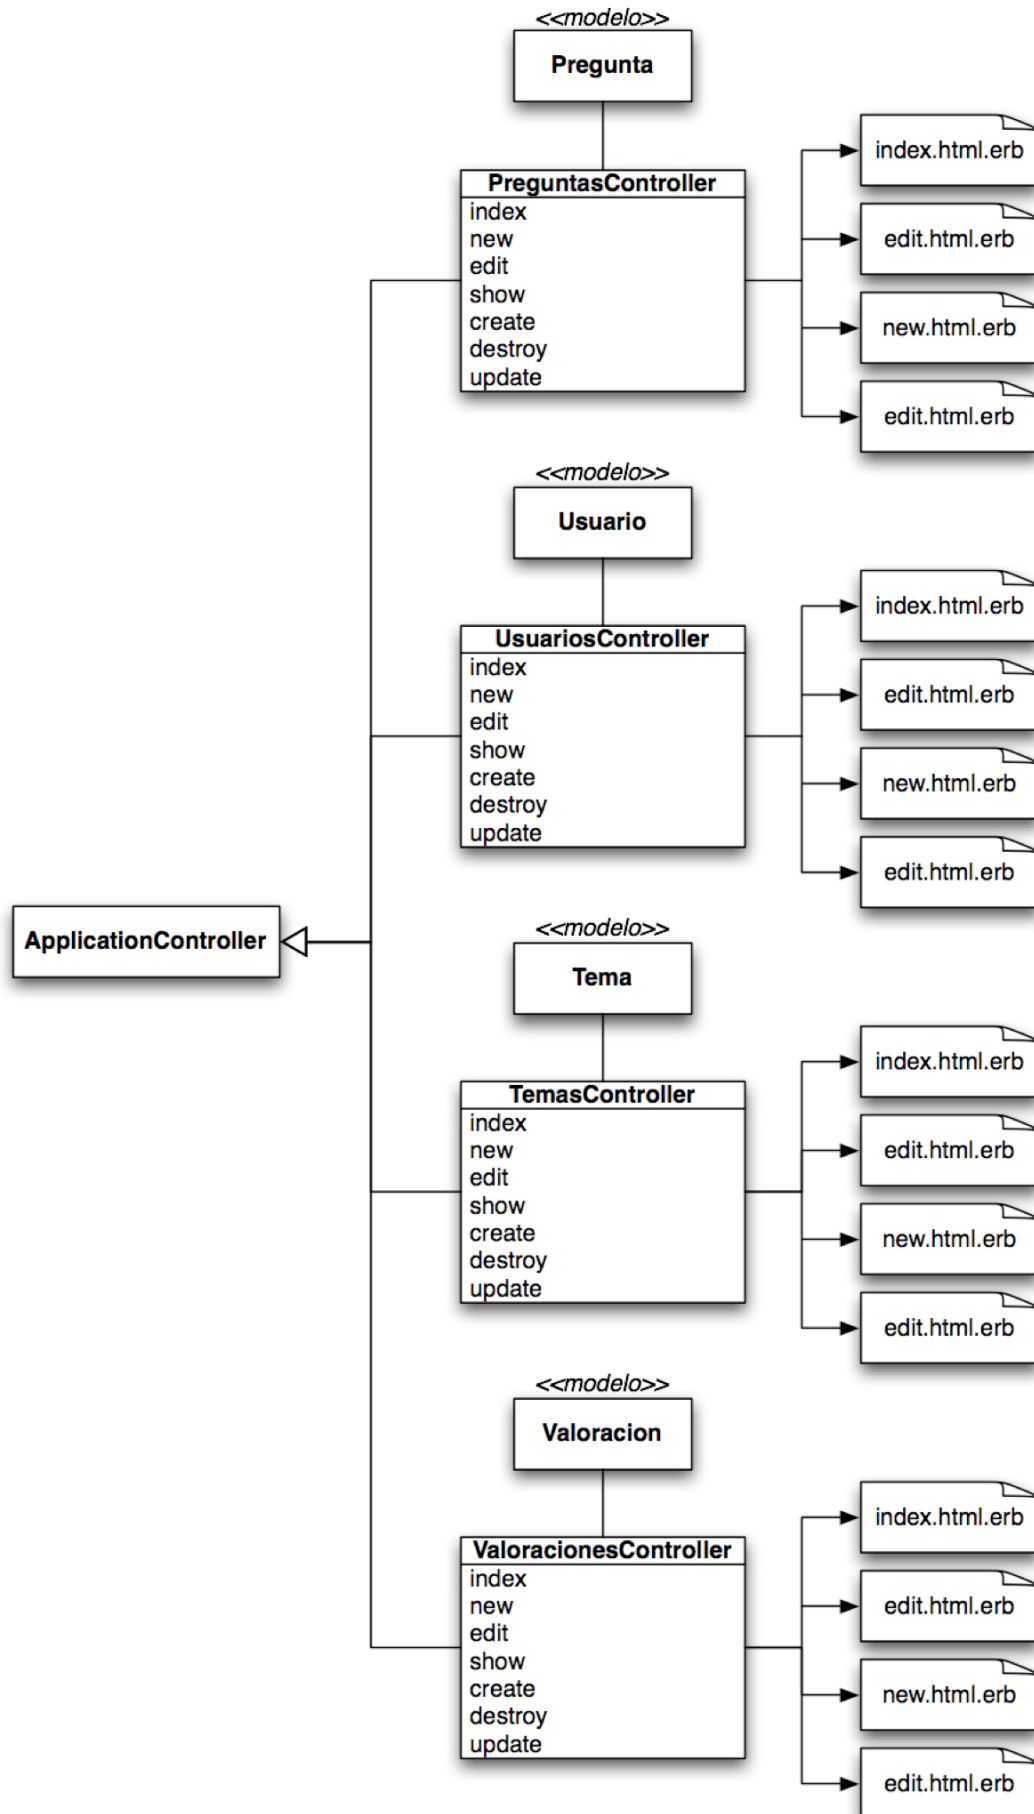 <<modelo>>
Pregunta
PreguntasController
index
new
edit
show
create
destroy
update
index.html.erb
edit.html.erb
new.html.erb
edit.html.erb
<<modelo>>
Usuario
UsuariosController
index
new
edit
show
create
destroy
update
index.html.erb
edit.html.erb
new.html.erb
edit.html.erb
ApplicationController
<<modelo>>
Tema
TemasController
index
new
edit
show
create
destroy
update
index.html.erb
edit.html.erb
new.html.erb
edit.html.erb
<<modelo>>
Valoracion
ValoracionesController
index
new
edit
show
create
destroy
update
index.html.erb
edit.html.erb
new.html.erb
edit.html.erb